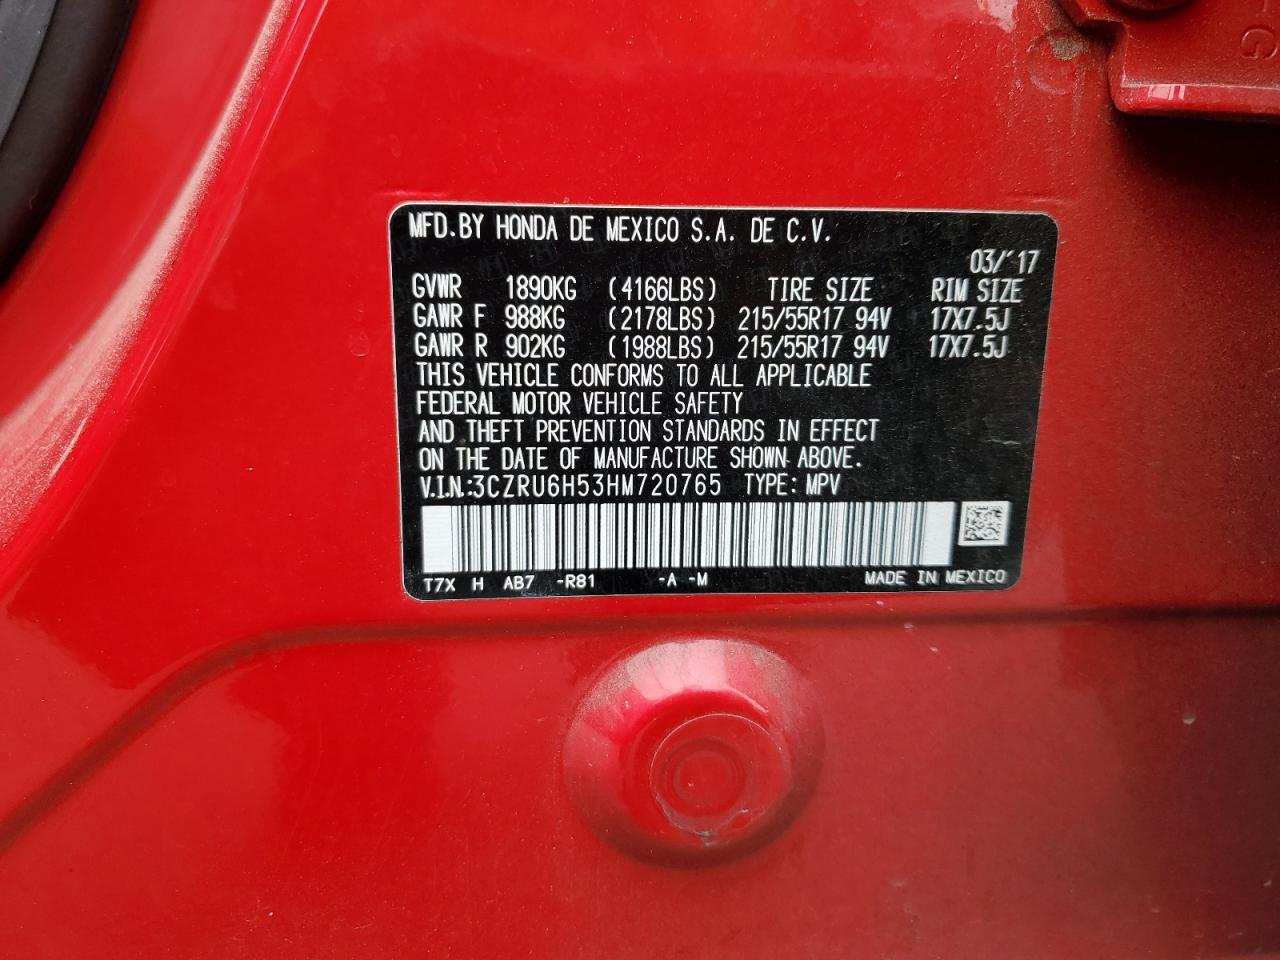 MFD.BY HONDA DE MEXICO S.A. DE C.V.
03/'17
GVWR 1890KG (4166LBS) TIRE SIZE RIM SIZE
GAWR F 988KG (2178LBS) 215/55R17 94V 17X7.5J
GAWR R 902KG (1988LBS) 215/55R17 94V 17X7.5J
THIS VEHICLE CONFORMS TO ALL APPLICABLE
FEDERAL MOTOR VEHICLE SAFETY
AND THEFT PREVENTION STANDARDS IN EFFECT
ON THE DATE OF MANUFACTURE SHOWN ABOVE.
V.I.N.:3CZRU6H53HM720765 TYPE: MPV
T7X H AB7 -R81 -A -M MADE IN MEXICO